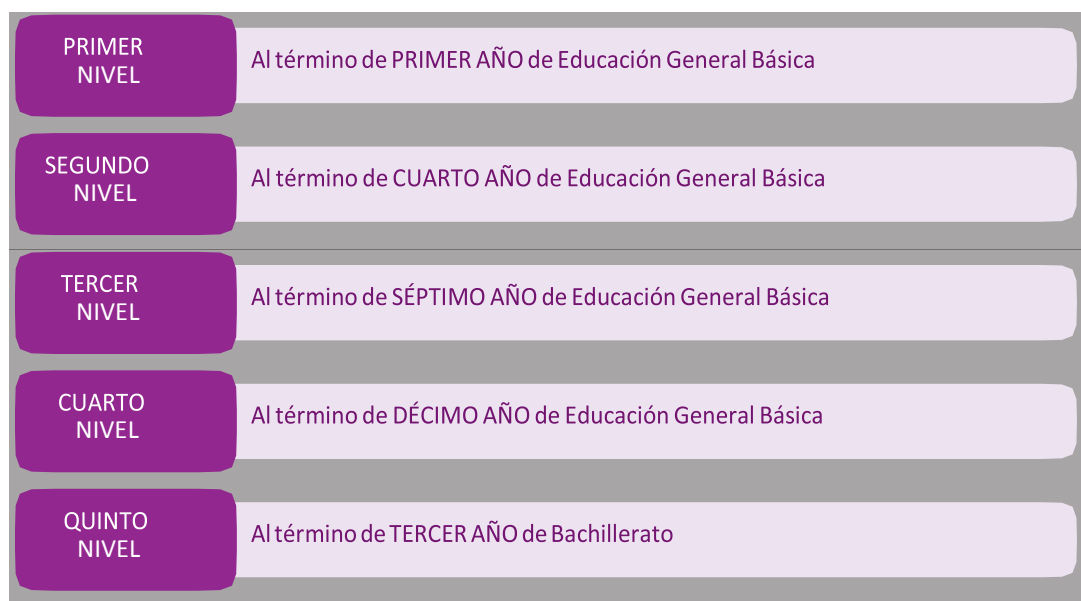 PRIMER
NIVEL
Al término de PRIMER AÑO de Educación General Básica
SEGUNDO
NIVEL
Al término de CUARTO AÑO de Educación General Básica
TERCER
NIVEL
Al término de SÉPTIMO AÑO de Educación General Básica
CUARTO
NIVEL
Al término de DÉCIMO AÑO de Educación General Básica
QUINTO
NIVEL
Al término de TERCER AÑO de Bachillerato